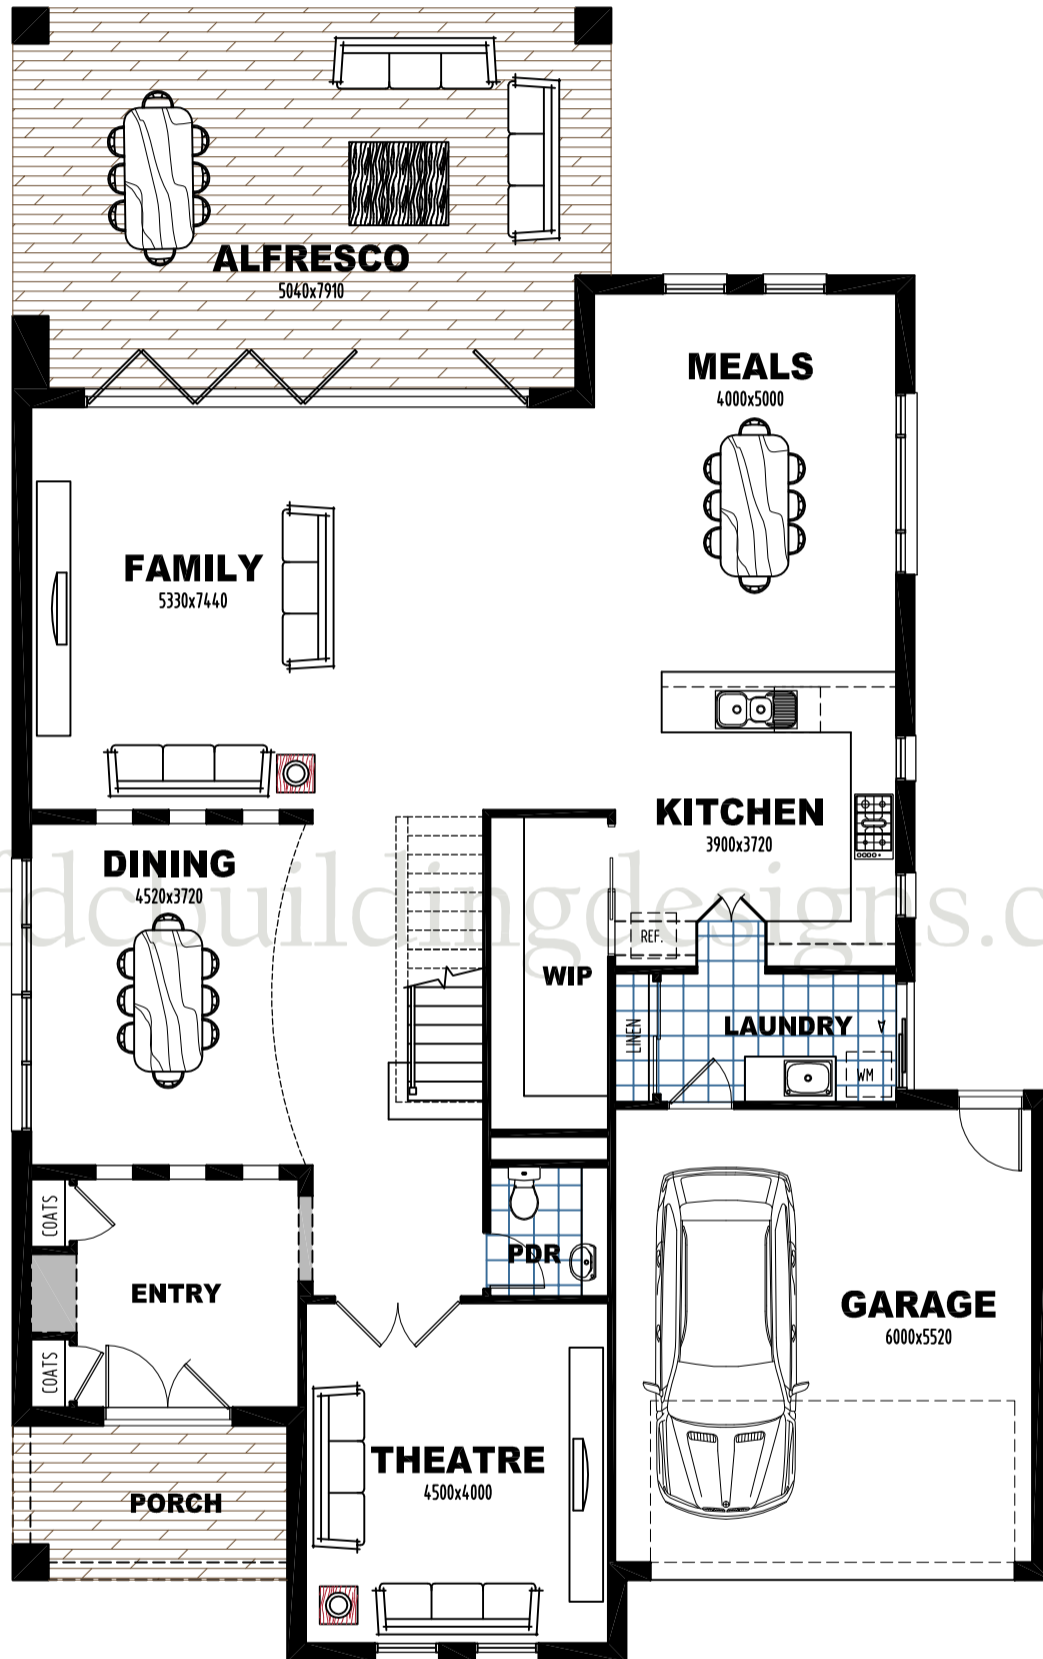 ALFRESCO
5040x7910
MEALS
4000x5000
FAMILY
5330x7440
KITCHEN
3900x3720
DINING
4520x3720
fdcbuildingdesigns.c
REF.
WIP
LINEN
LAUNDRY
WM
COATS
PDR
ENTRY
GARAGE
6000x5520
COATS
THEATRE
4500x4000
PORCH